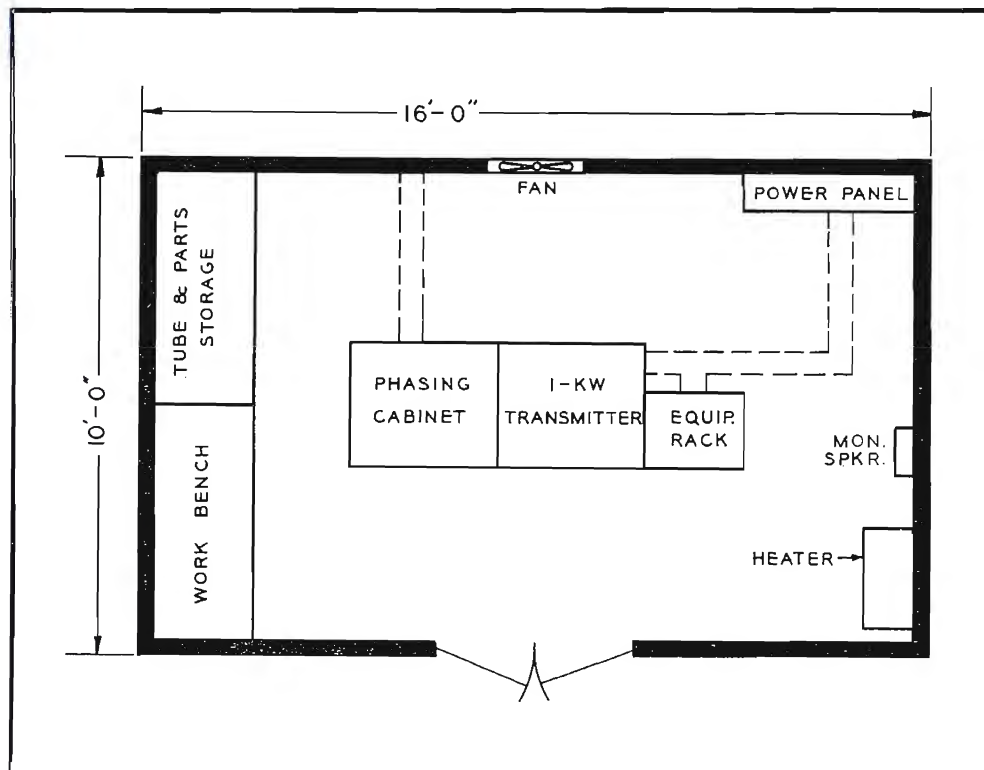 16'-0"
FAN
POWER PANEL
TUBE & PARTS
STORAGE
10'-0"
PHASING
CABINET
1-KW
TRANSMITTER
EQUIP.
RACK
MON.
SPKR.
WORK BENCH
HEATER